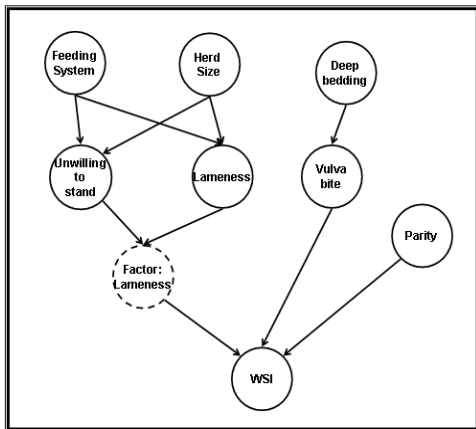 Feeding
System
Herd
Size
Deep
bedding
Unwilling
to
stand
Lameness
Vulva
bite
Parity
Factor:
Lameness
WSI